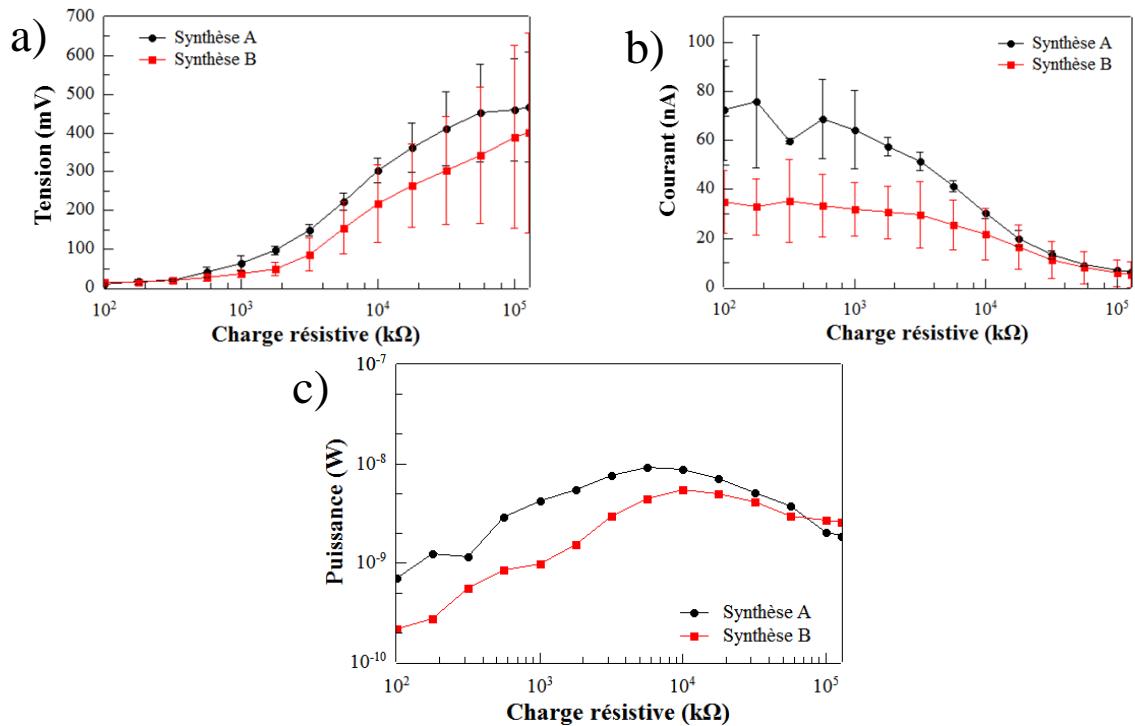 a)
700
600
500
400
300
200
100
0
Tension (mV)
Synthèse A
Synthèse B
10² 10³ 10⁴ 10⁵
Charge résistive (kΩ)
b)
100
80
60
40
20
0
Courant (nA)
Synthèse A
Synthèse B
10² 10³ 10⁴ 10⁵
Charge résistive (kΩ)
c)
10⁻⁷
10⁻⁸
10⁻⁹
10⁻¹⁰
Puissance (W)
Synthèse A
Synthèse B
10² 10³ 10⁴ 10⁵
Charge résistive (kΩ)